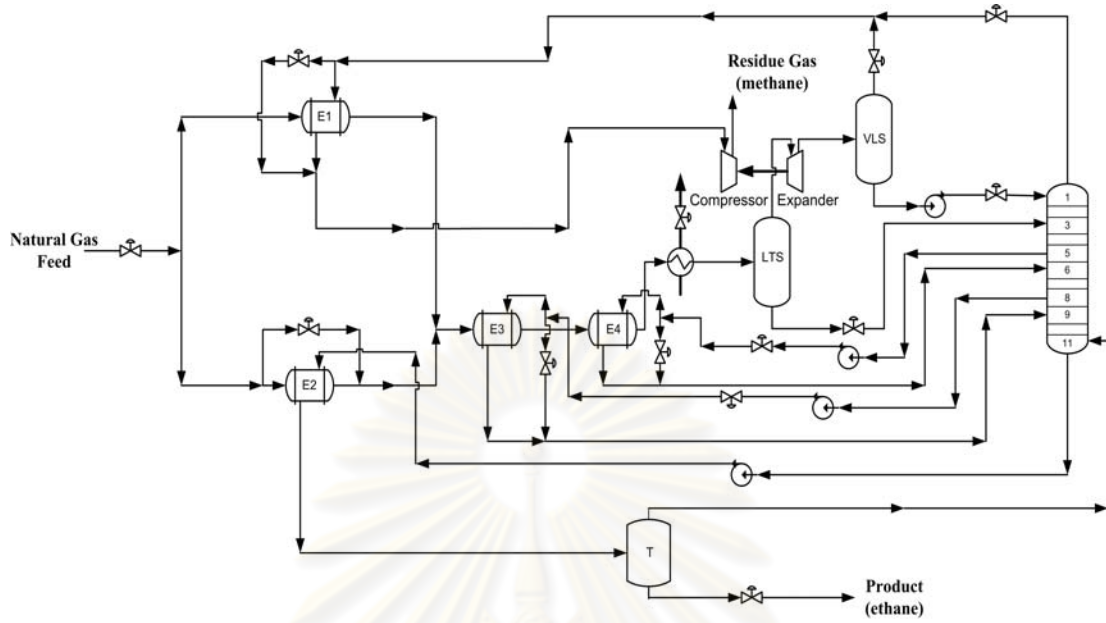 Residue Gas
(methane)
E1
VLS
Compressor Expander
1
3
Natural Gas
Feed
LTS
5
6
8
9
E3
E4
11
E2
T
Product
(ethane)